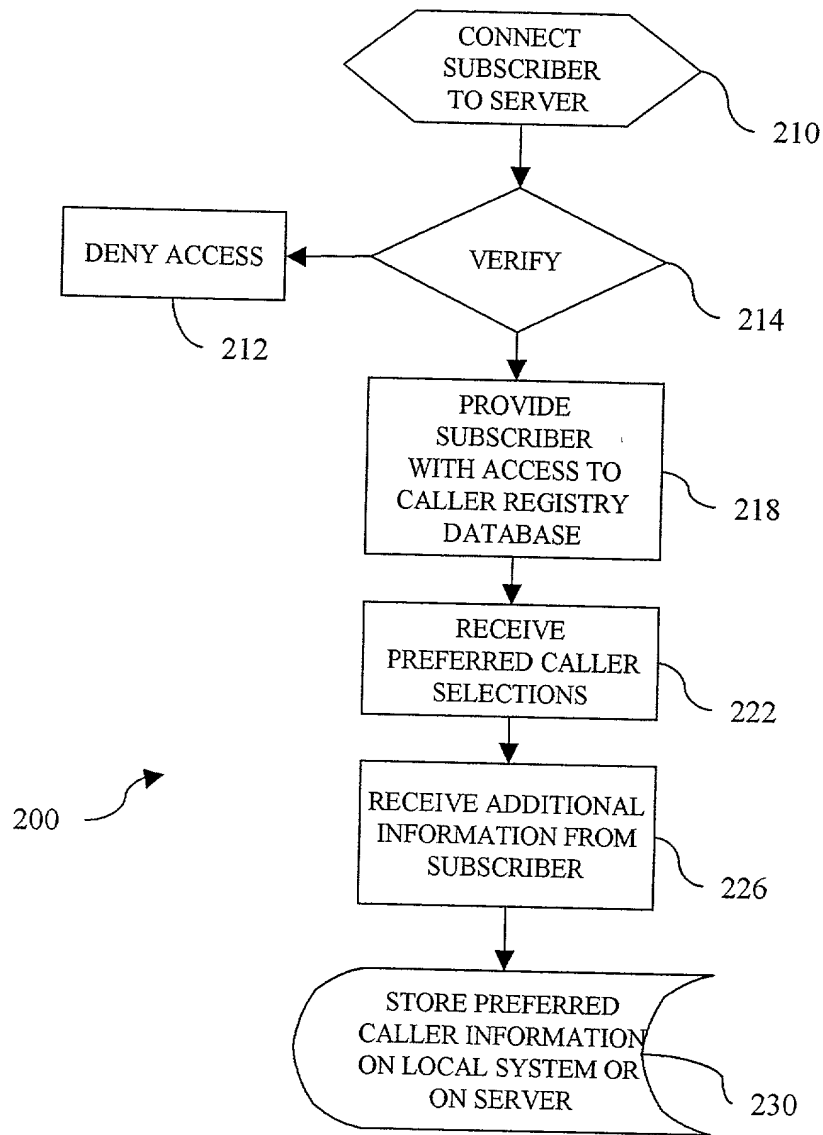 CONNECT
SUBSCRIBER
TO SERVER
210
DENY ACCESS
VERIFY
212
214
PROVIDE
SUBSCRIBER
WITH ACCESS TO
CALLER REGISTRY
DATABASE
218
RECEIVE
PREFERRED CALLER
SELECTIONS
222
200
RECEIVE ADDITIONAL
INFORMATION FROM
SUBSCRIBER
226
STORE PREFERRED
CALLER INFORMATION
ON LOCAL SYSTEM OR
ON SERVER
230